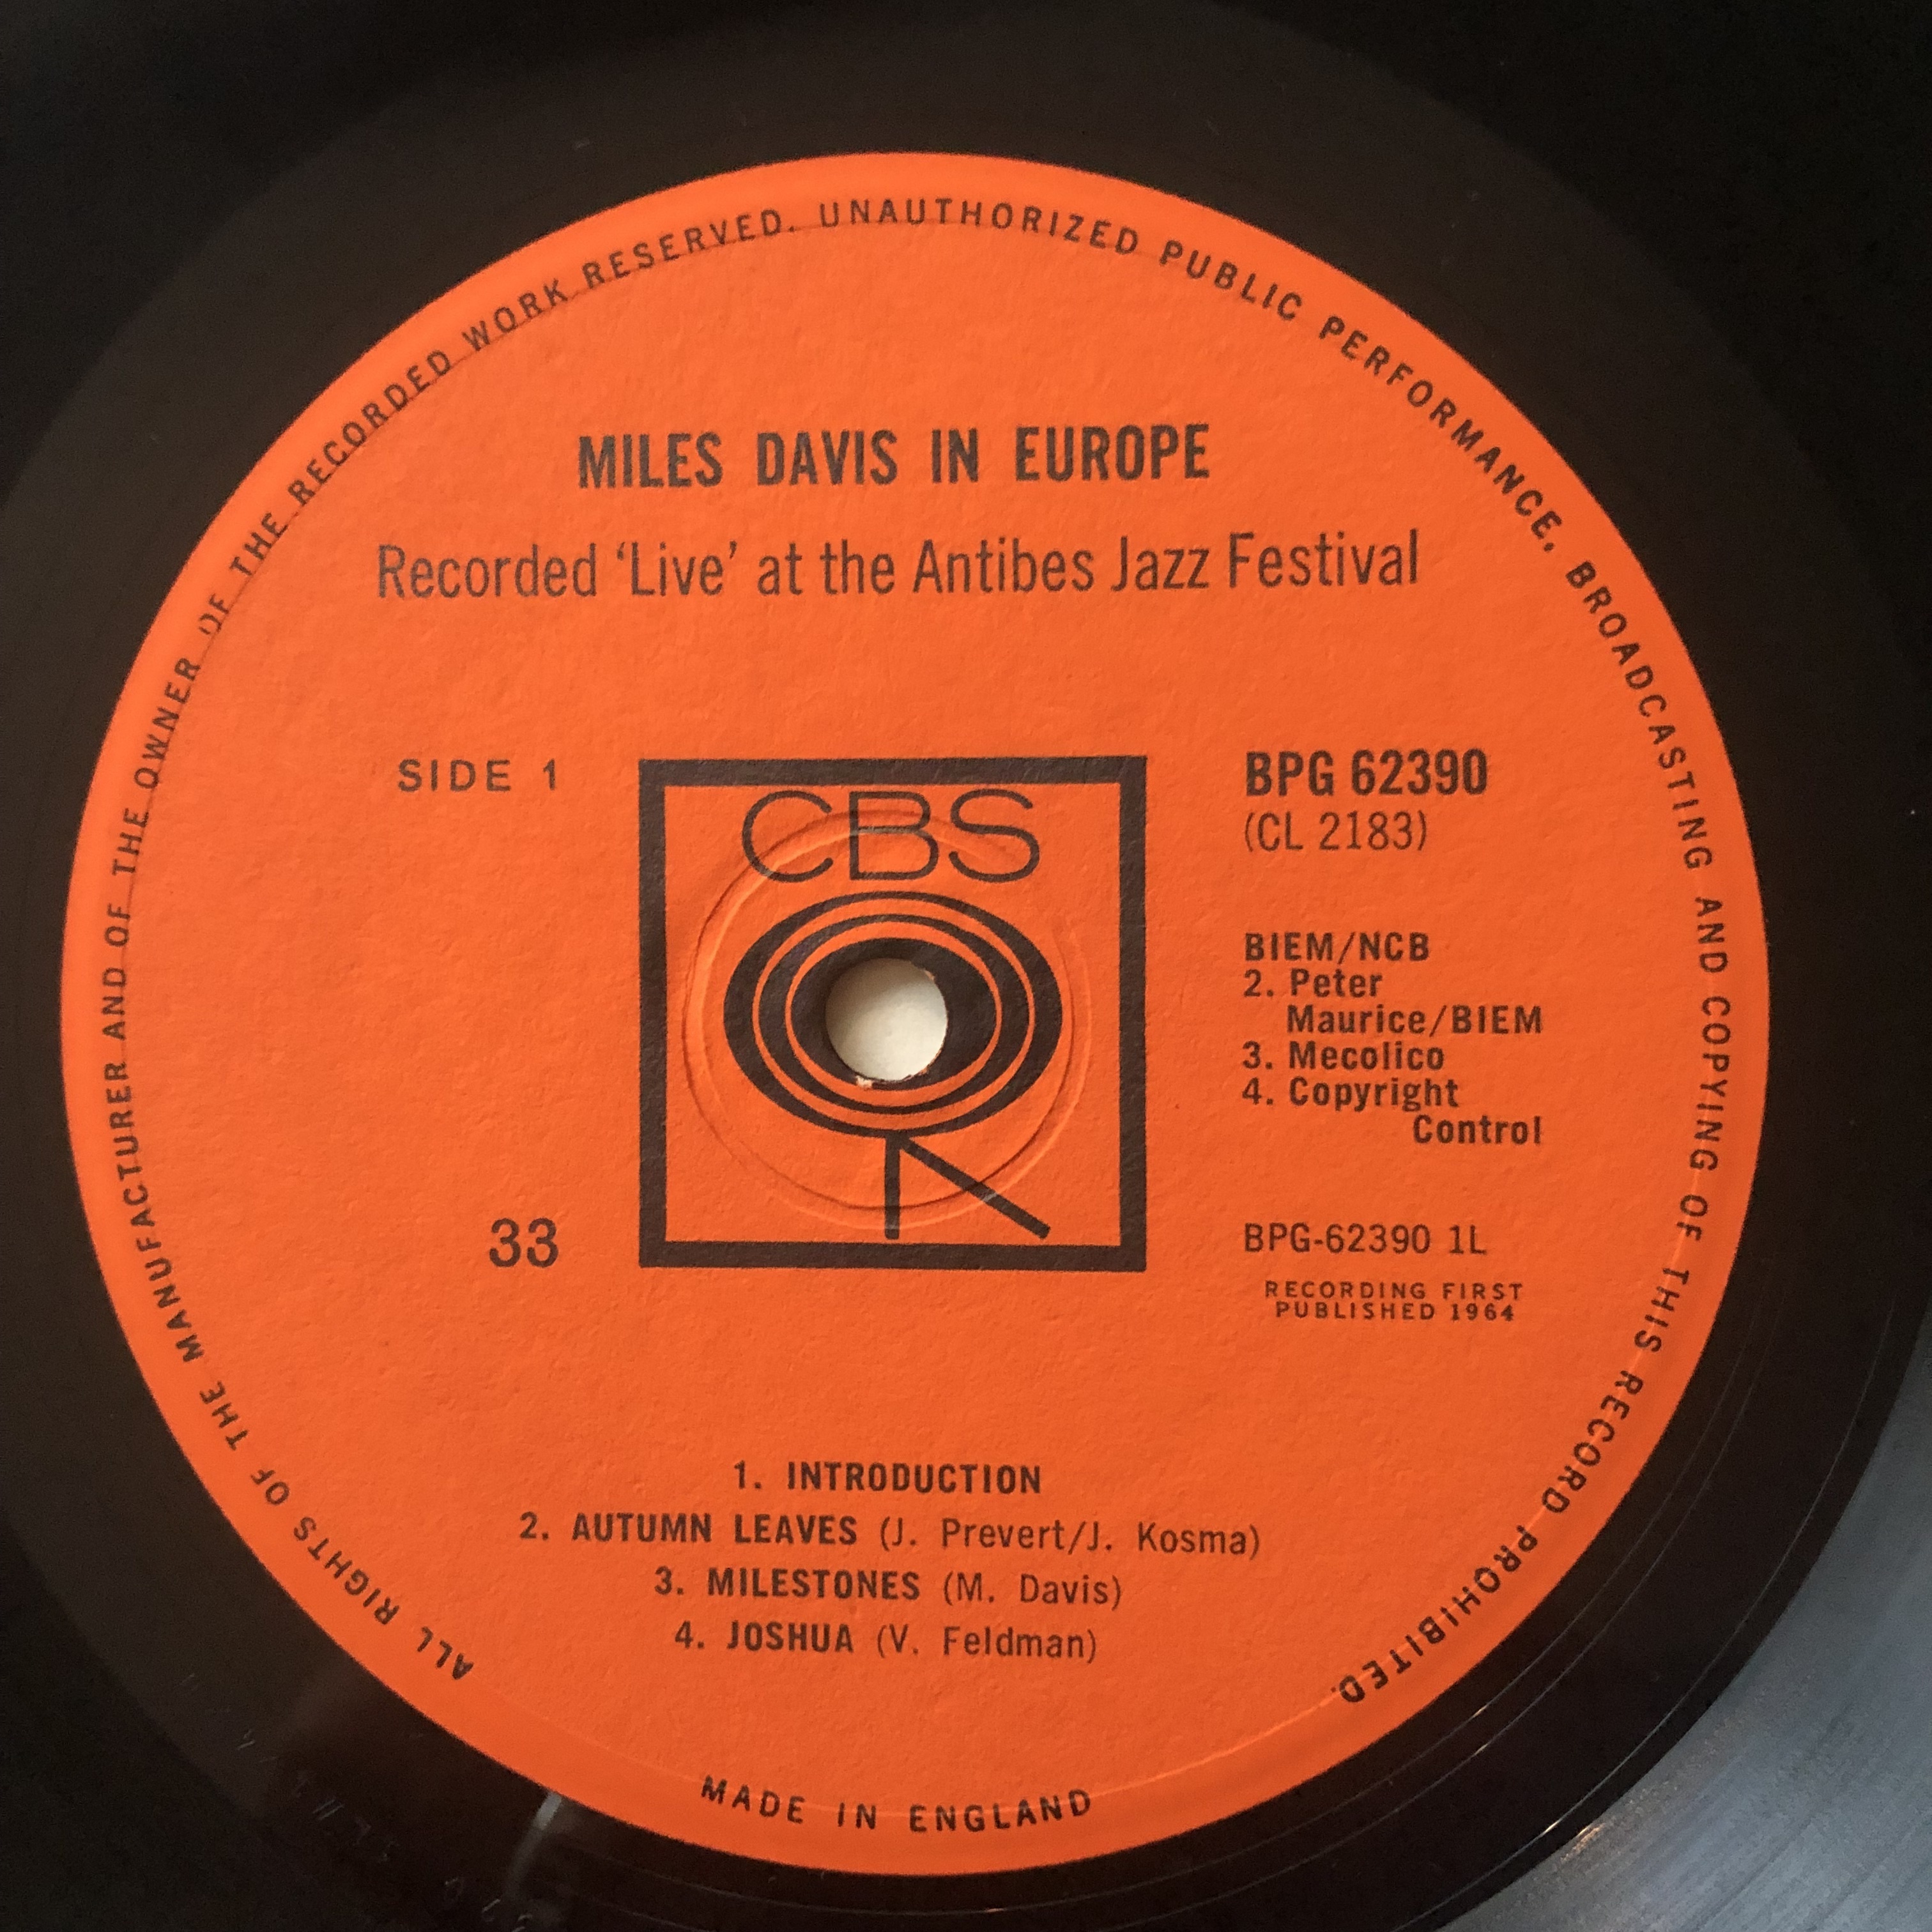 ALL RIGHTS OF THE MANUFACTURER AND OF THE OWNER OF THE RECORDED WORK RESERVED. UNAUTHORIZED PUBLIC PERFORMANCE, BROADCASTING AND COPYING OF THIS RECORD PROHIBITED.
MILES DAVIS IN EUROPE
Recorded ‘Live’ at the Antibes Jazz Festival
SIDE 1
CBS
BPG 62390
(CL 2183)
BIEM/NCB
2. Peter
Maurice/BIEM
3. Mecolico
4. Copyright
Control
33
BPG-62390 1L
RECORDING FIRST
PUBLISHED 1964
1. INTRODUCTION
2. AUTUMN LEAVES (J. Prevert/J. Kosma)
3. MILESTONES (M. Davis)
4. JOSHUA (V. Feldman)
MADE IN ENGLAND